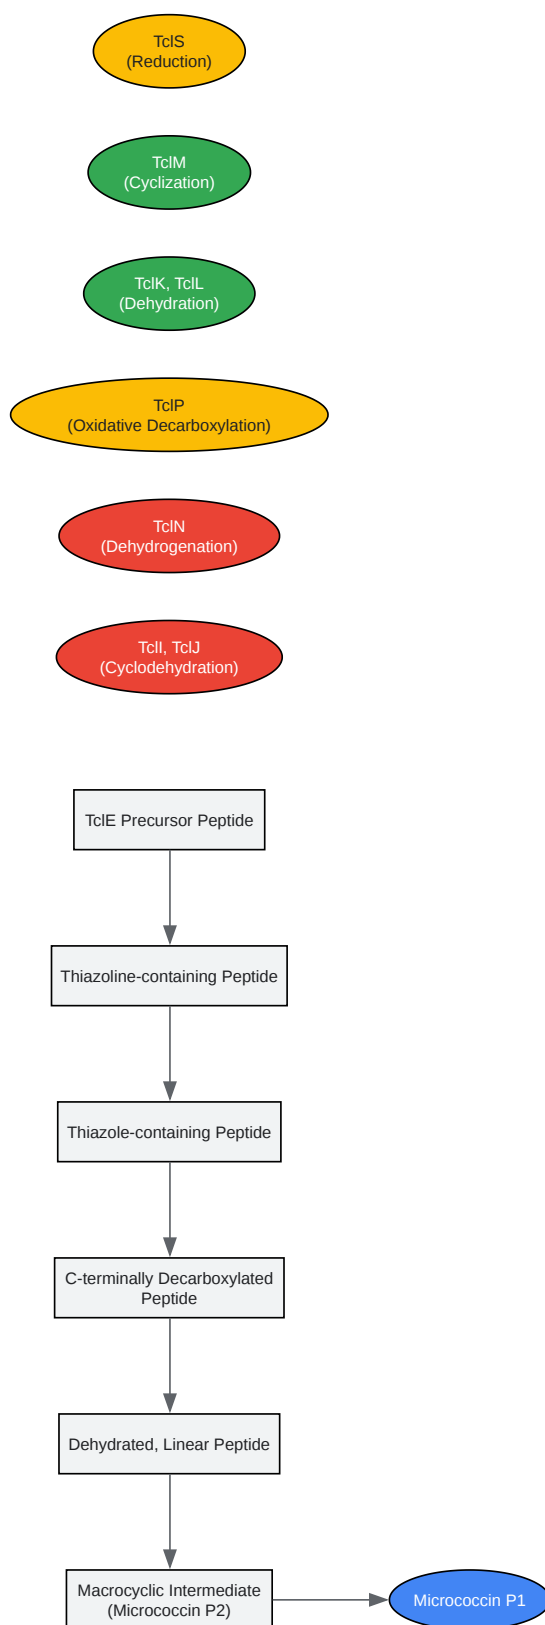 TclS
(Reduction)
TclM
(Cyclization)
TclK, TclL
(Dehydration)
TclP
(Oxidative Decarboxylation)
TclN
(Dehydrogenation)
TclI, TclJ
(Cyclodehydration)
TclE Precursor Peptide
Thiazoline-containing Peptide
Thiazole-containing Peptide
C-terminally Decarboxylated
Peptide
Dehydrated, Linear Peptide
Macrocyclic Intermediate
(Micrococcin P2)
Micrococcin P1